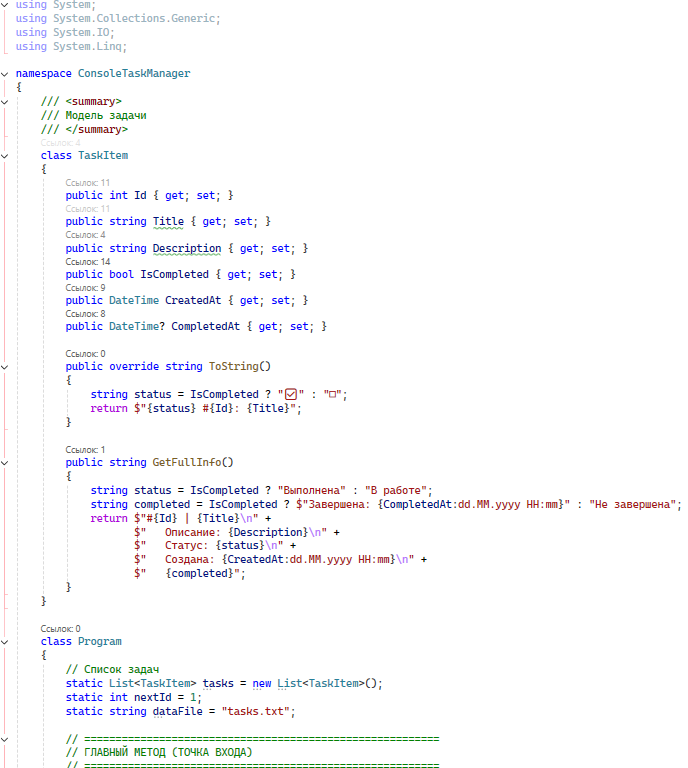 using System;
using System.Collections.Generic;
using System.IO;
using System.Linq;
namespace ConsoleTaskManager
{
/// <summary>
/// Модель задачи
/// </summary>
Ссылок: 4
class TaskItem
{
Ссылок: 11
public int Id { get; set; }
Ссылок: 11
public string Title { get; set; }
Ссылок: 4
public string Description { get; set; }
Ссылок: 14
public bool IsCompleted { get; set; }
Ссылок: 9
public DateTime CreatedAt { get; set; }
Ссылок: 8
public DateTime? CompletedAt { get; set; }
Ссылок: 0
public override string ToString()
{
string status = IsCompleted ? "☑" : "☐";
return $"{status} #{Id}: {Title}";
}
Ссылок: 1
public string GetFullInfo()
{
string status = IsCompleted ? "Выполнена" : "В работе";
string completed = IsCompleted ? $"Завершена: {CompletedAt:dd.MM.yyyy HH:mm}" : "Не завершена";
return $"#{Id} | {Title}\n" +
$"   Описание: {Description}\n" +
$"   Статус: {status}\n" +
$"   Создана: {CreatedAt:dd.MM.yyyy HH:mm}\n" +
$"   {completed}";
}
}
Ссылок: 0
class Program
{
// Список задач
static List<TaskItem> tasks = new List<TaskItem>();
static int nextId = 1;
static string dataFile = "tasks.txt";
// =========================================================
// ГЛАВНЫЙ МЕТОД (ТОЧКА ВХОДА)
// =========================================================